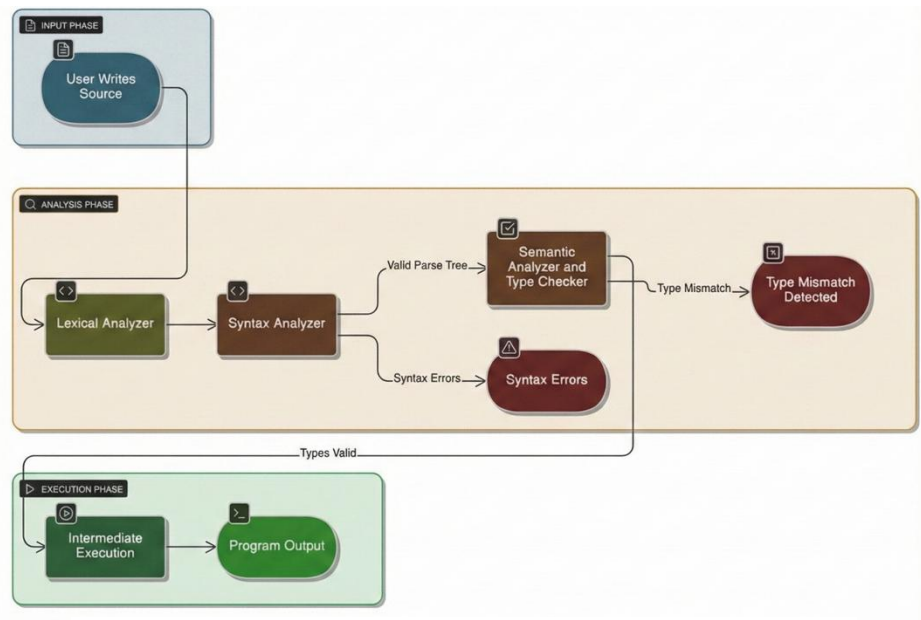 INPUT PHASE
User Writes
Source
ANALYSIS PHASE
Lexical Analyzer
Syntax Analyzer
Valid Parse Tree
Syntax Errors
Semantic
Analyzer and
Type Checker
Syntax Errors
Type Mismatch
Type Mismatch
Detected
Types Valid
EXECUTION PHASE
Intermediate
Execution
Program Output